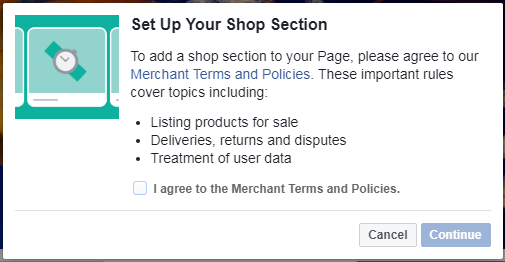 Set Up Your Shop Section
To add a shop section to your Page, please agree to our
Merchant Terms and Policies. These important rules
cover topics including:
• Listing products for sale
• Deliveries, returns and disputes
• Treatment of user data
I agree to the Merchant Terms and Policies.
Cancel Continue